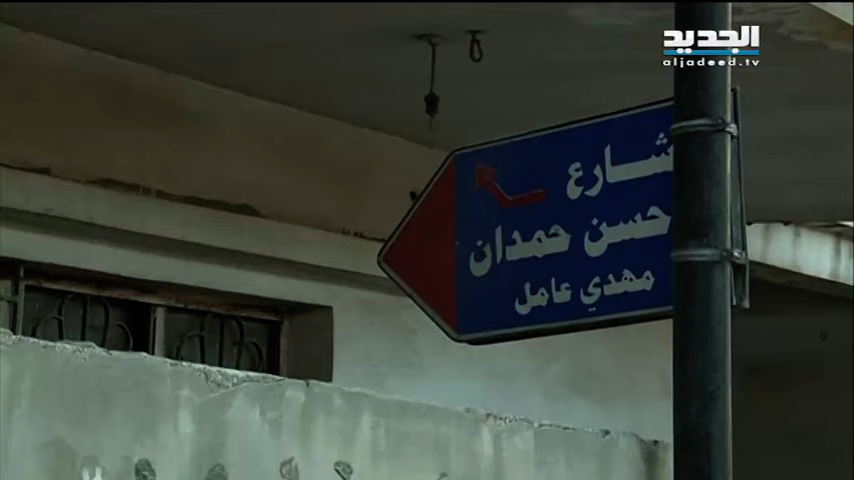 الجديد
aljadeed.tv
شارع
حسن حمدان
مهدي عامل